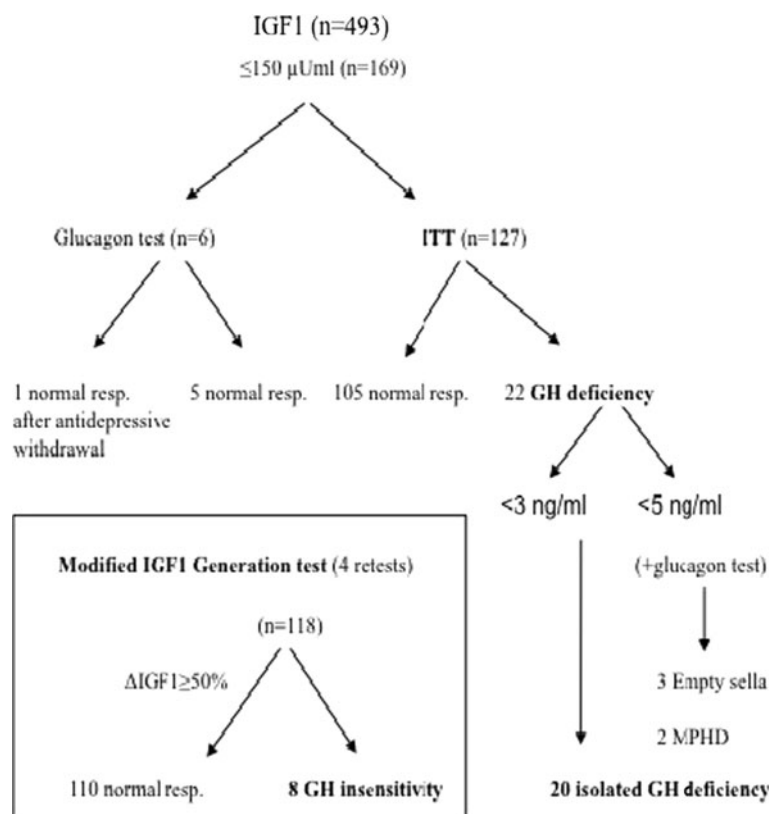 IGF1 (n=493)
≤150 µUml (n=169)
Glucagon test (n=6)
ITT (n=127)
1 normal resp.
after antidepressive
withdrawal
5 normal resp.
105 normal resp.
22 GH deficiency
<3 ng/ml
<5 ng/ml
(+glucagon test)
3 Empty sella
2 MPHD
20 isolated GH deficiency
Modified IGF1 Generation test (4 retests)
(n=118)
ΔIGF1≥50%
110 normal resp.
8 GH insensitivity